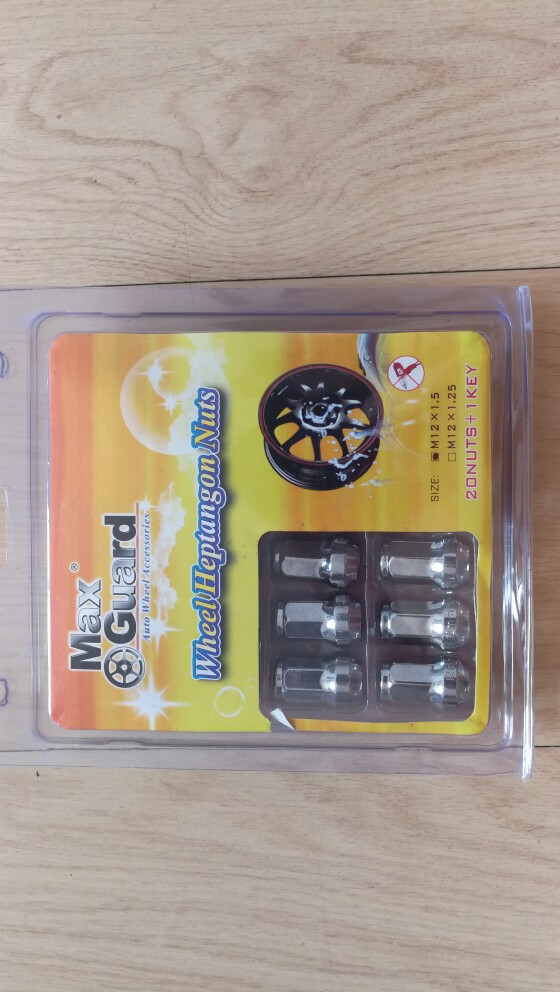 Max®
Guard
Auto Wheel Accessories
Wheel Heptangon Nuts
SIZE: M12×1.5
M12×1.25
20NUTS+1KEY